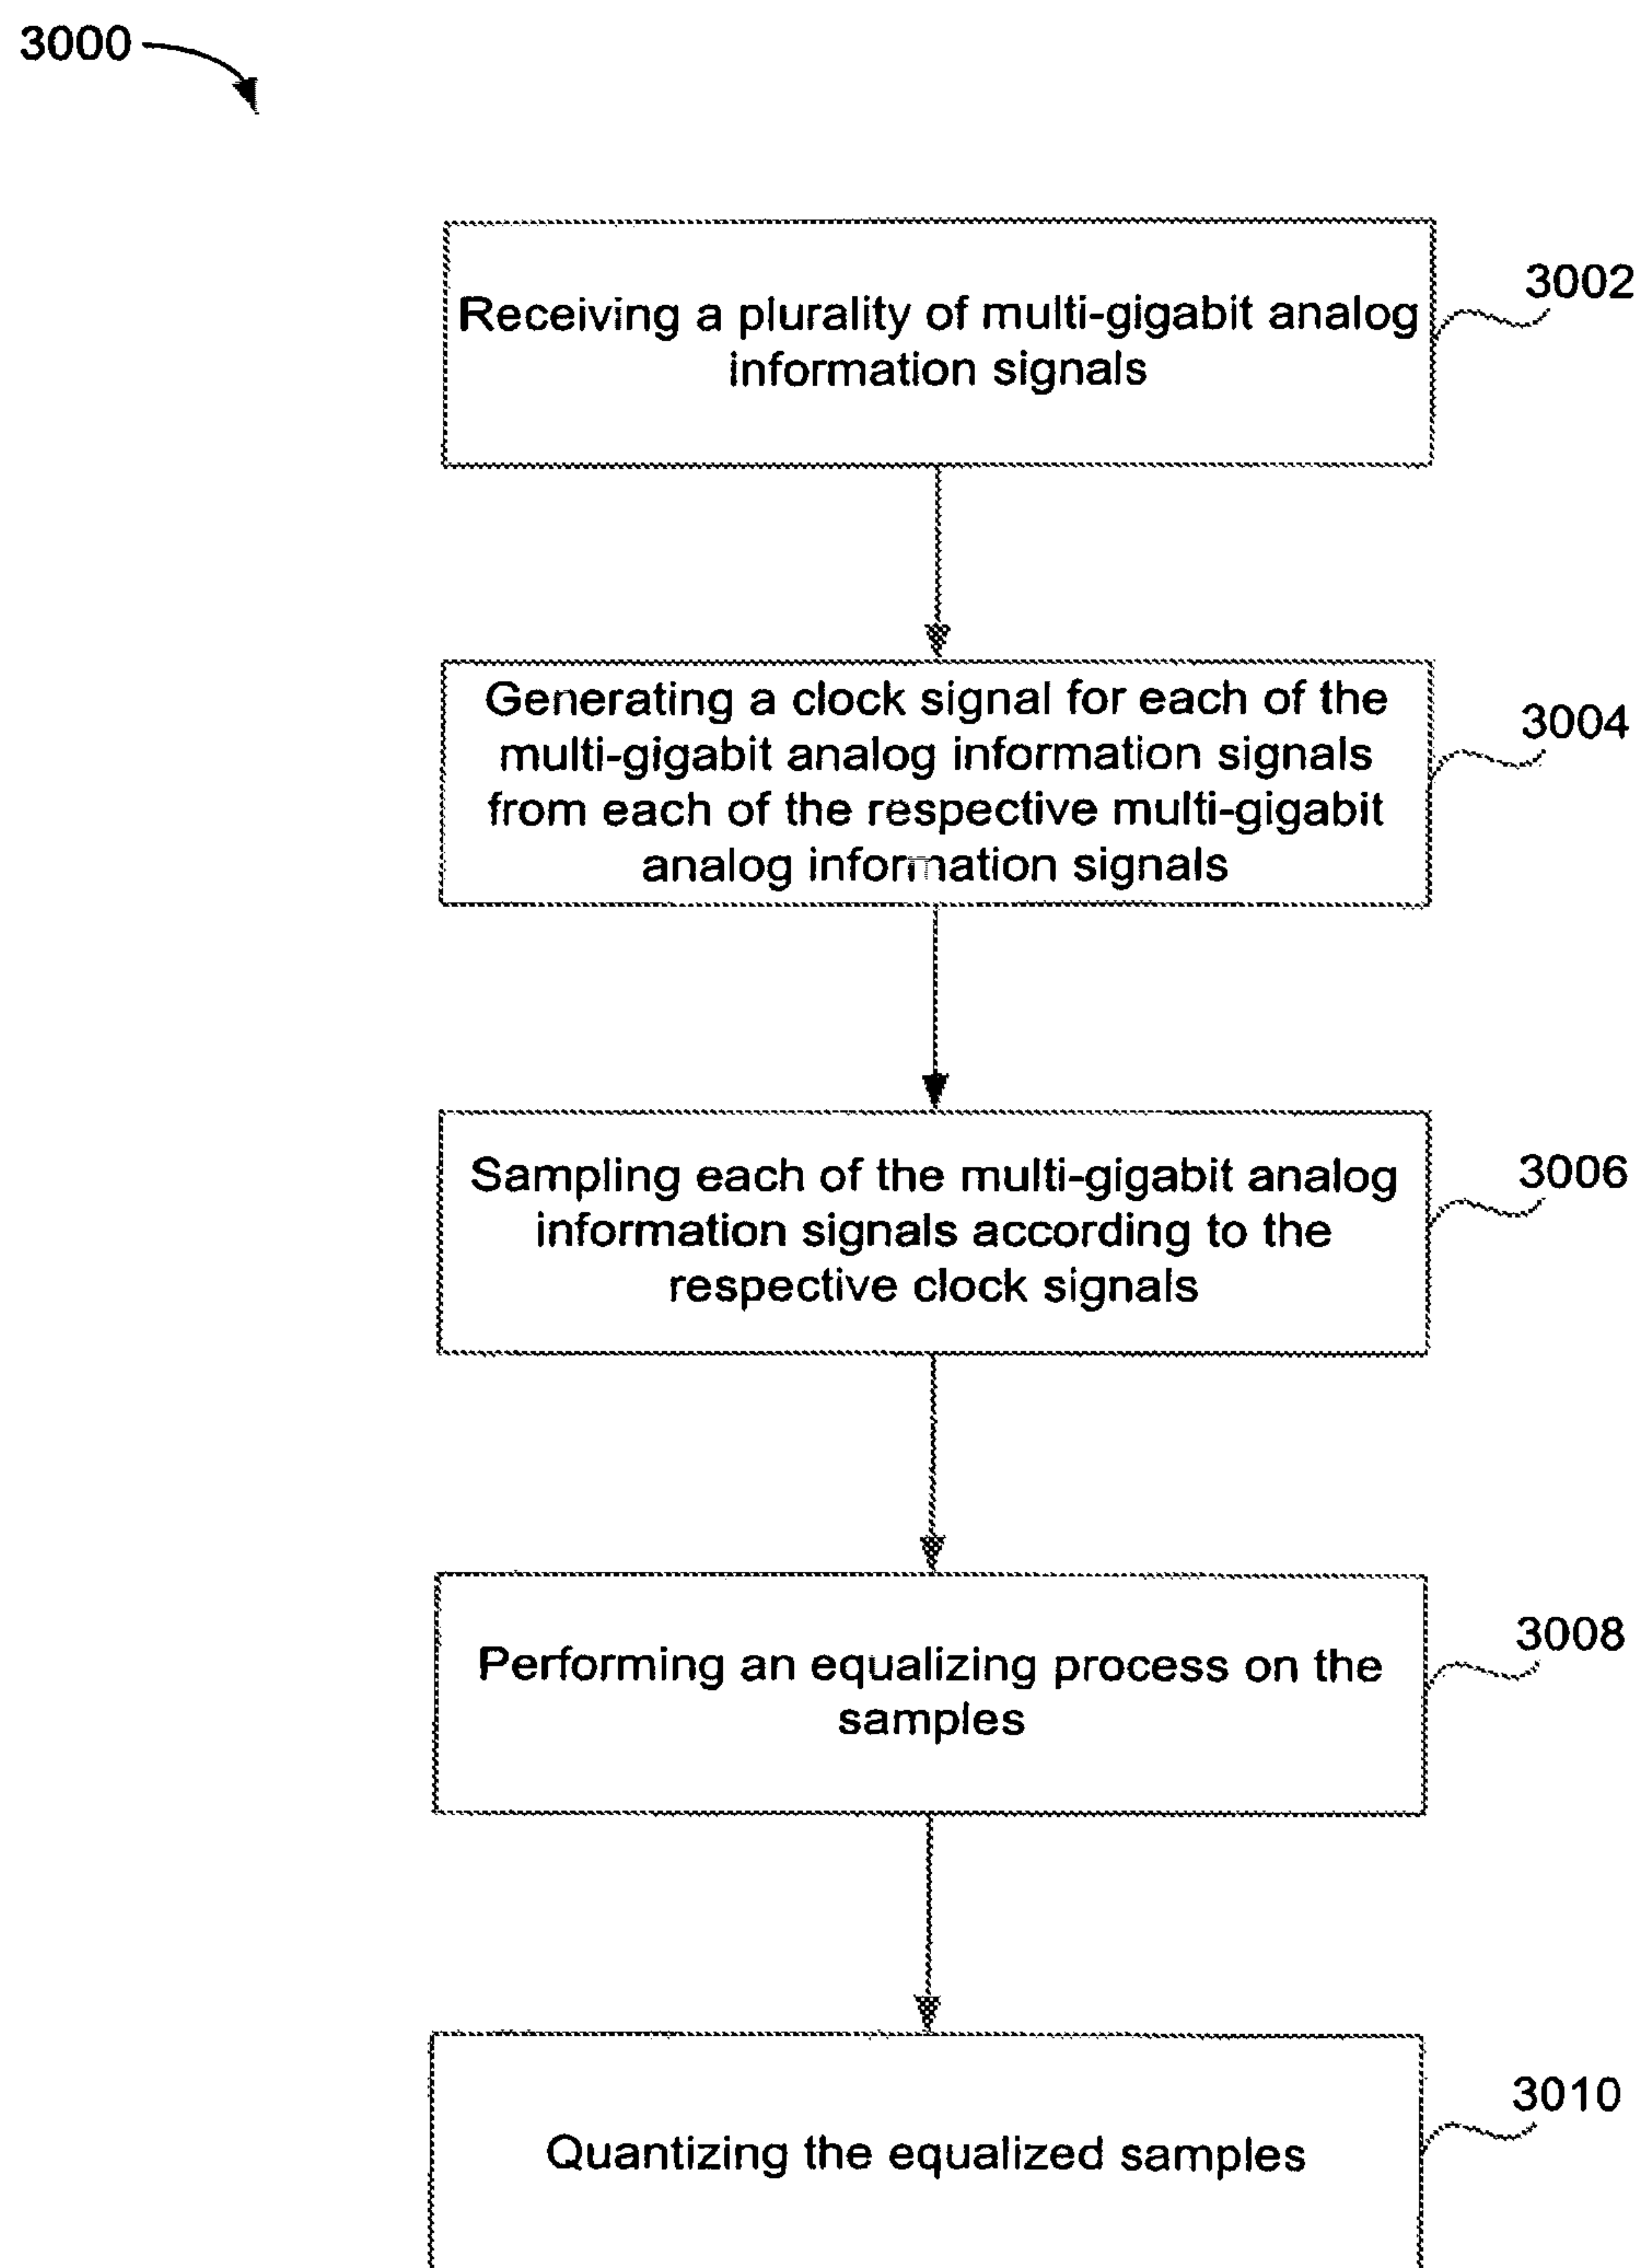 3000
Receiving a plurality of multi-gigabit analog
information signals
3002
Generating a clock signal for each of the
multi-gigabit analog information signals
from each of the respective multi-gigabit
analog information signals
3004
Sampling each of the multi-gigabit analog
information signals according to the
respective clock signals
3006
Performing an equalizing process on the
samples
3008
Quantizing the equalized samples
3010